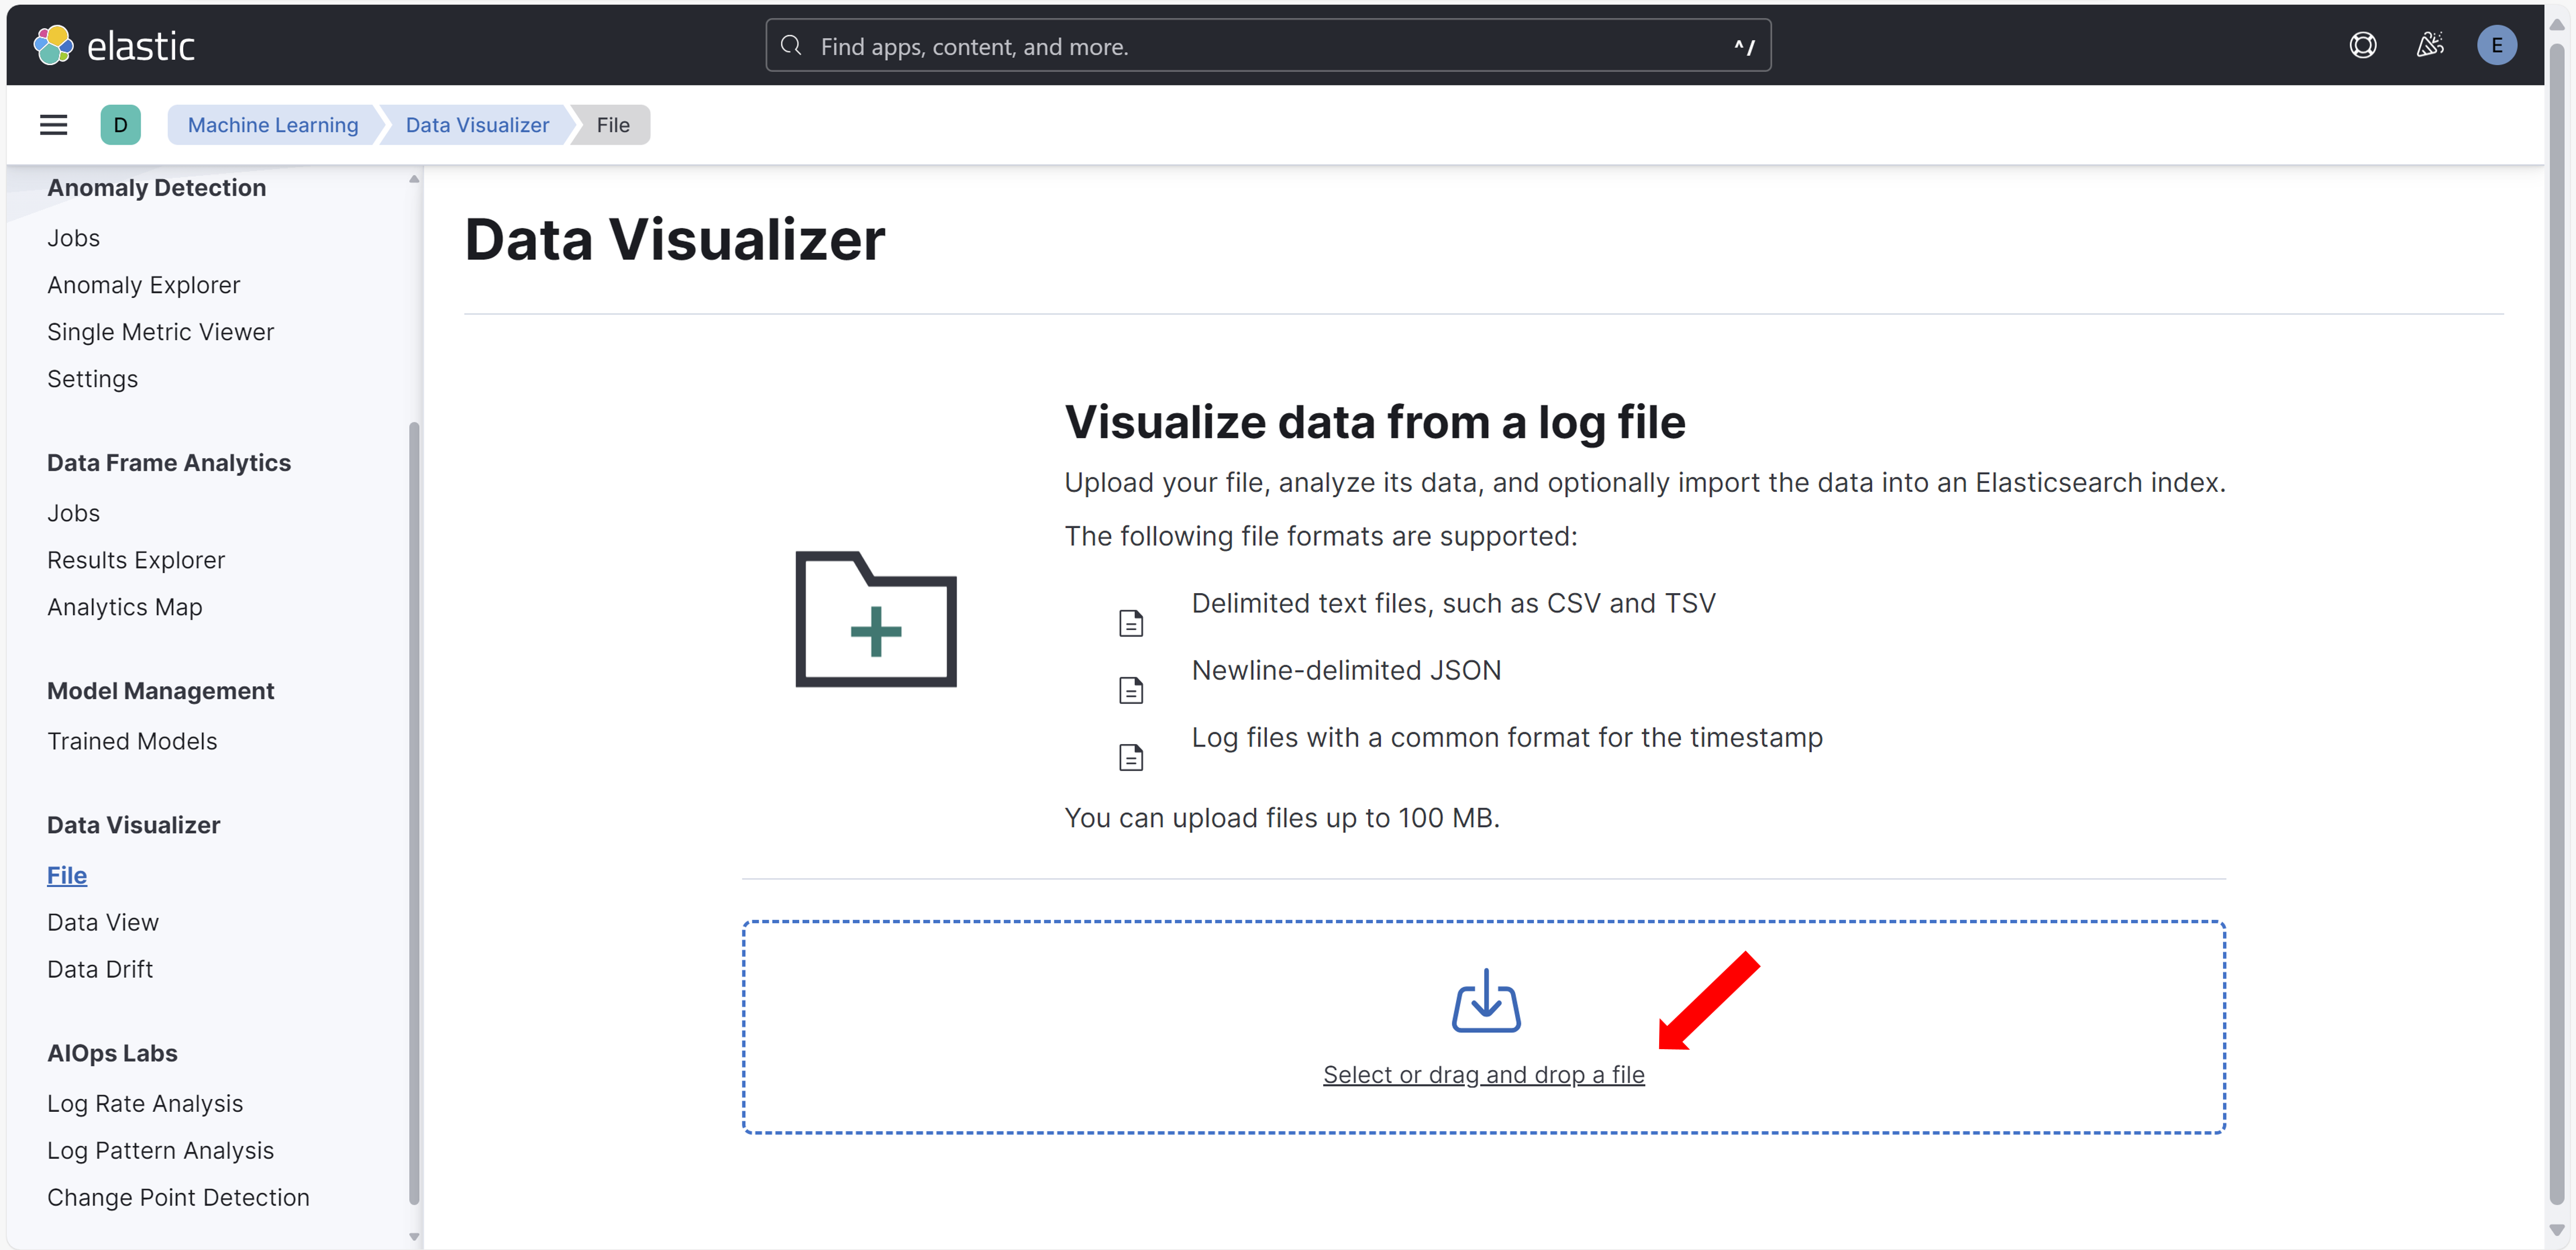 elastic
Find apps, content, and more.
^/
E
D
Machine Learning
Data Visualizer
File
Anomaly Detection
Jobs
Anomaly Explorer
Single Metric Viewer
Settings
Data Frame Analytics
Jobs
Results Explorer
Analytics Map
Model Management
Trained Models
Data Visualizer
File
Data View
Data Drift
AIOps Labs
Log Rate Analysis
Log Pattern Analysis
Change Point Detection
Data Visualizer
Visualize data from a log file
Upload your file, analyze its data, and optionally import the data into an Elasticsearch index.
The following file formats are supported:
Delimited text files, such as CSV and TSV
Newline-delimited JSON
Log files with a common format for the timestamp
You can upload files up to 100 MB.
Select or drag and drop a file